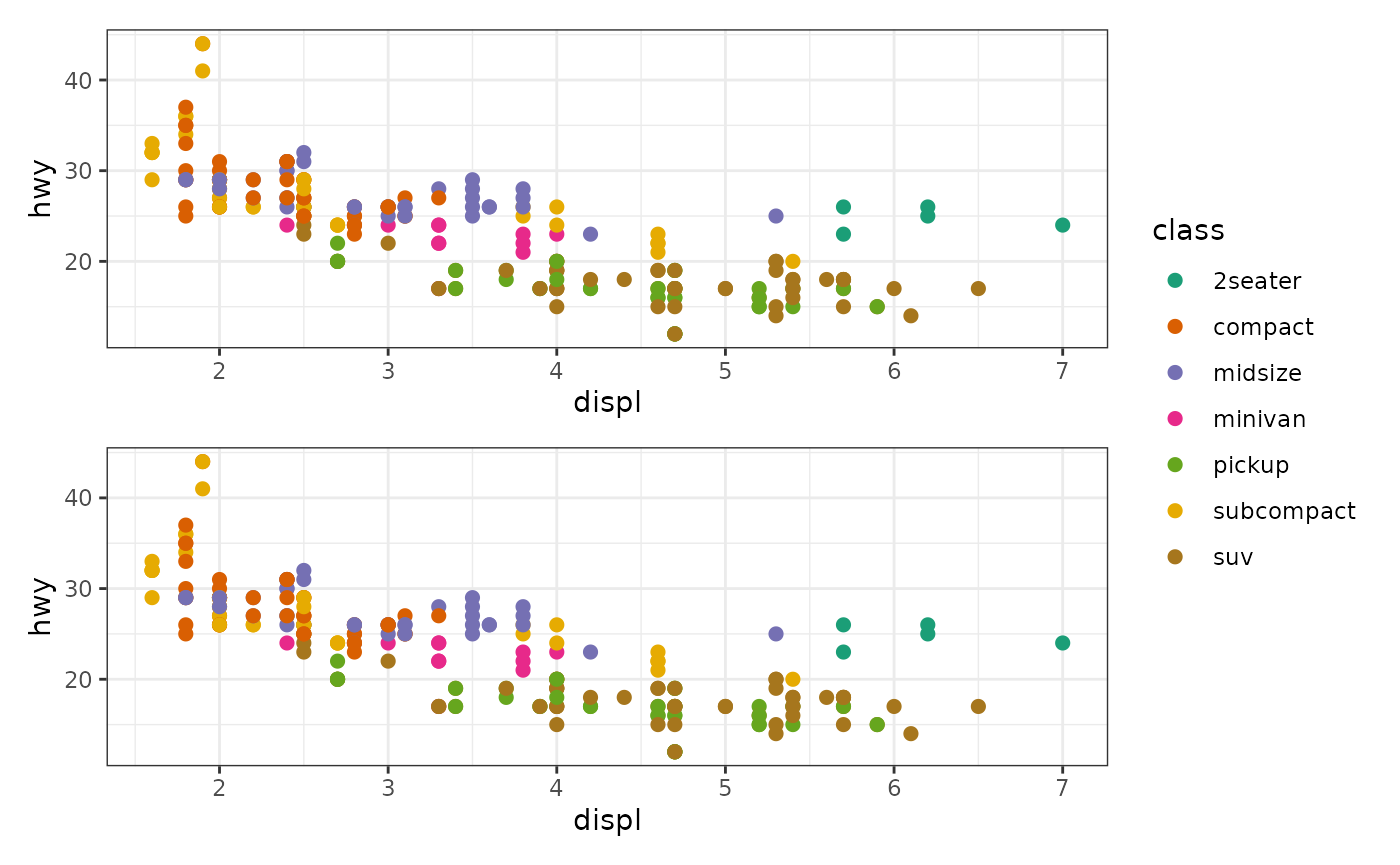 40
30
20
hwy
2 3 4 5 6 7
displ
40
30
20
hwy
2 3 4 5 6 7
displ
class
2seater
compact
midsize
minivan
pickup
subcompact
suv